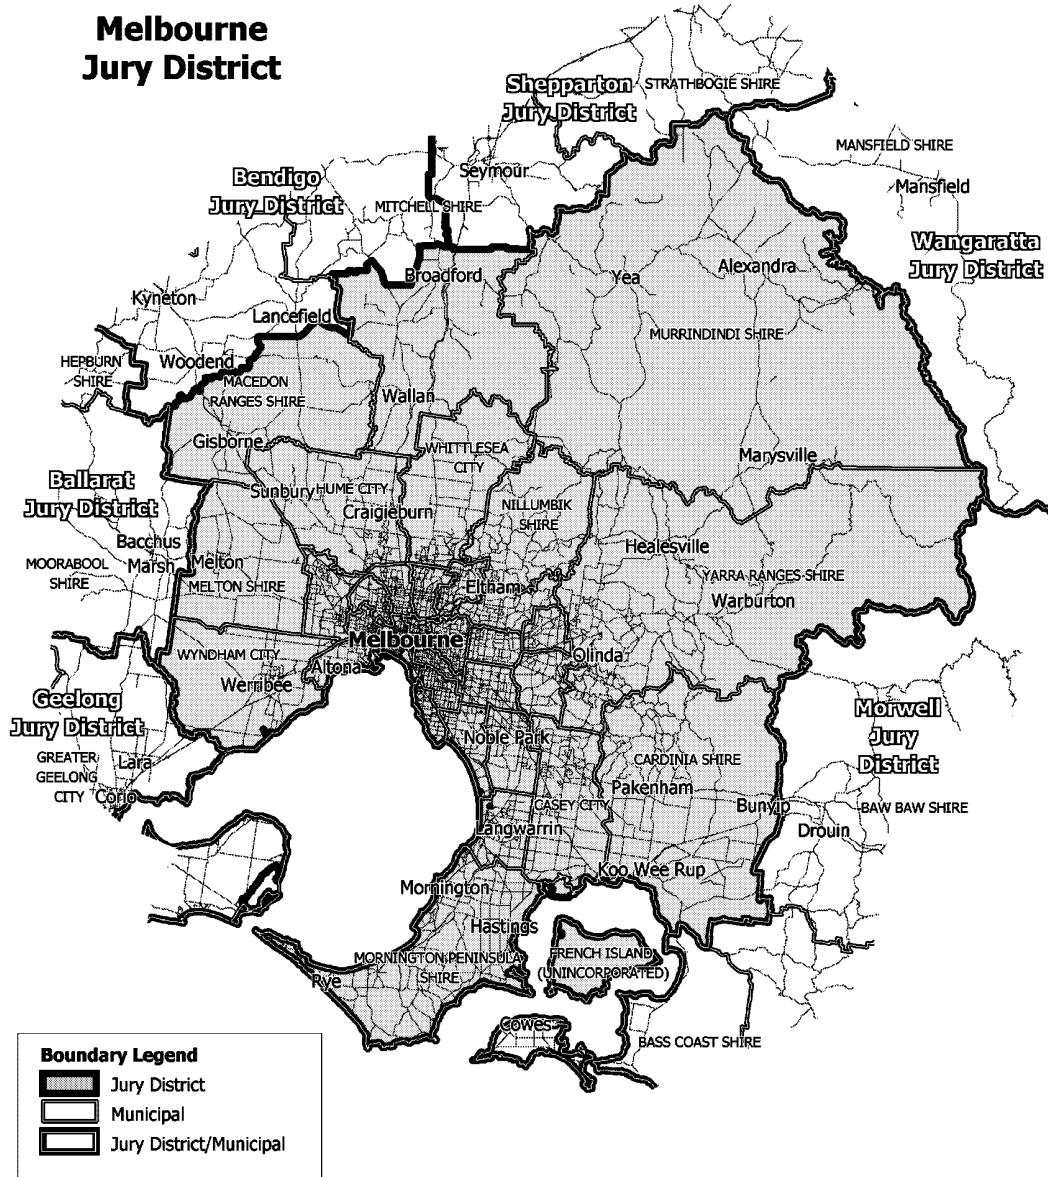 Melbourne
Jury District
Shepparton
Jury District
STRATHBOGIE SHIRE
MANSFIELD SHIRE
Mansfield
Seymour
Bendigo
Jury District
MITCHELL SHIRE
Wangaratta
Jury District
Broadford
Yea
Alexandra
Kyneton
Lancefield
MURRINDINDI SHIRE
HEPBURN
SHIRE
Woodend
MACEDON
RANGES SHIRE
Wallan
Gisborne
WHITTLESEA
CITY
Marysville
Ballarat
Jury District
Sunbury
HUME CITY
Craigieburn
NILLUMBIK
SHIRE
Bacchus
Marsh
MOORABOOL
SHIRE
Melton
MELTON SHIRE
Healesville
Eltham
YARRA RANGES SHIRE
Warburton
Melbourne
WYNDHAM CITY
Altona
Olinda
Werribee
Geelong
Jury District
Morwell
Jury
District
Noble Park
GREATER
GEELONG
CITY
Lara
Corio
CARDINIA SHIRE
Pakenham
CASEY CITY
Bunyip
BAW BAW SHIRE
Drouin
Langwarrin
Koo Wee Rup
Mornington
Hastings
MORNINGTON PENINSULA
SHIRE
FRENCH ISLAND
(UNINCORPORATED)
Rye
Cowes
BASS COAST SHIRE
Boundary Legend
Jury District
Municipal
Jury District/Municipal